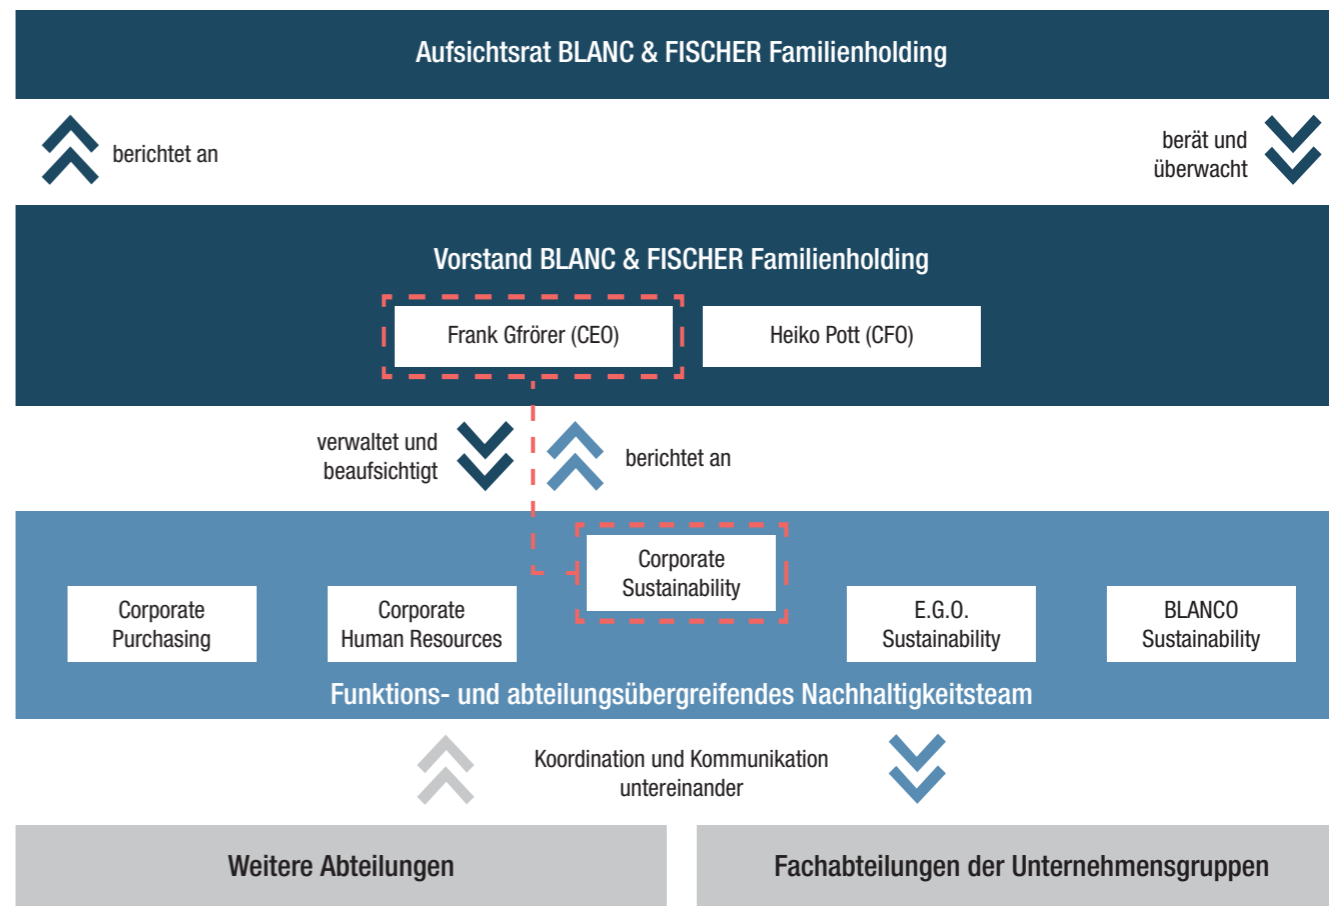 Aufsichtsrat BLANC & FISCHER Familienholding
berichtet an
berät und
überwacht
Vorstand BLANC & FISCHER Familienholding
Frank Gfrörer (CEO)
Heiko Pott (CFO)
verwaltet und
beaufsichtigt
berichtet an
Corporate
Purchasing
Corporate
Human Resources
Corporate
Sustainability
E.G.O.
Sustainability
BLANCO
Sustainability
Funktions- und abteilungsübergreifendes Nachhaltigkeitsteam
Koordination und Kommunikation
untereinander
Weitere Abteilungen
Fachabteilungen der Unternehmensgruppen